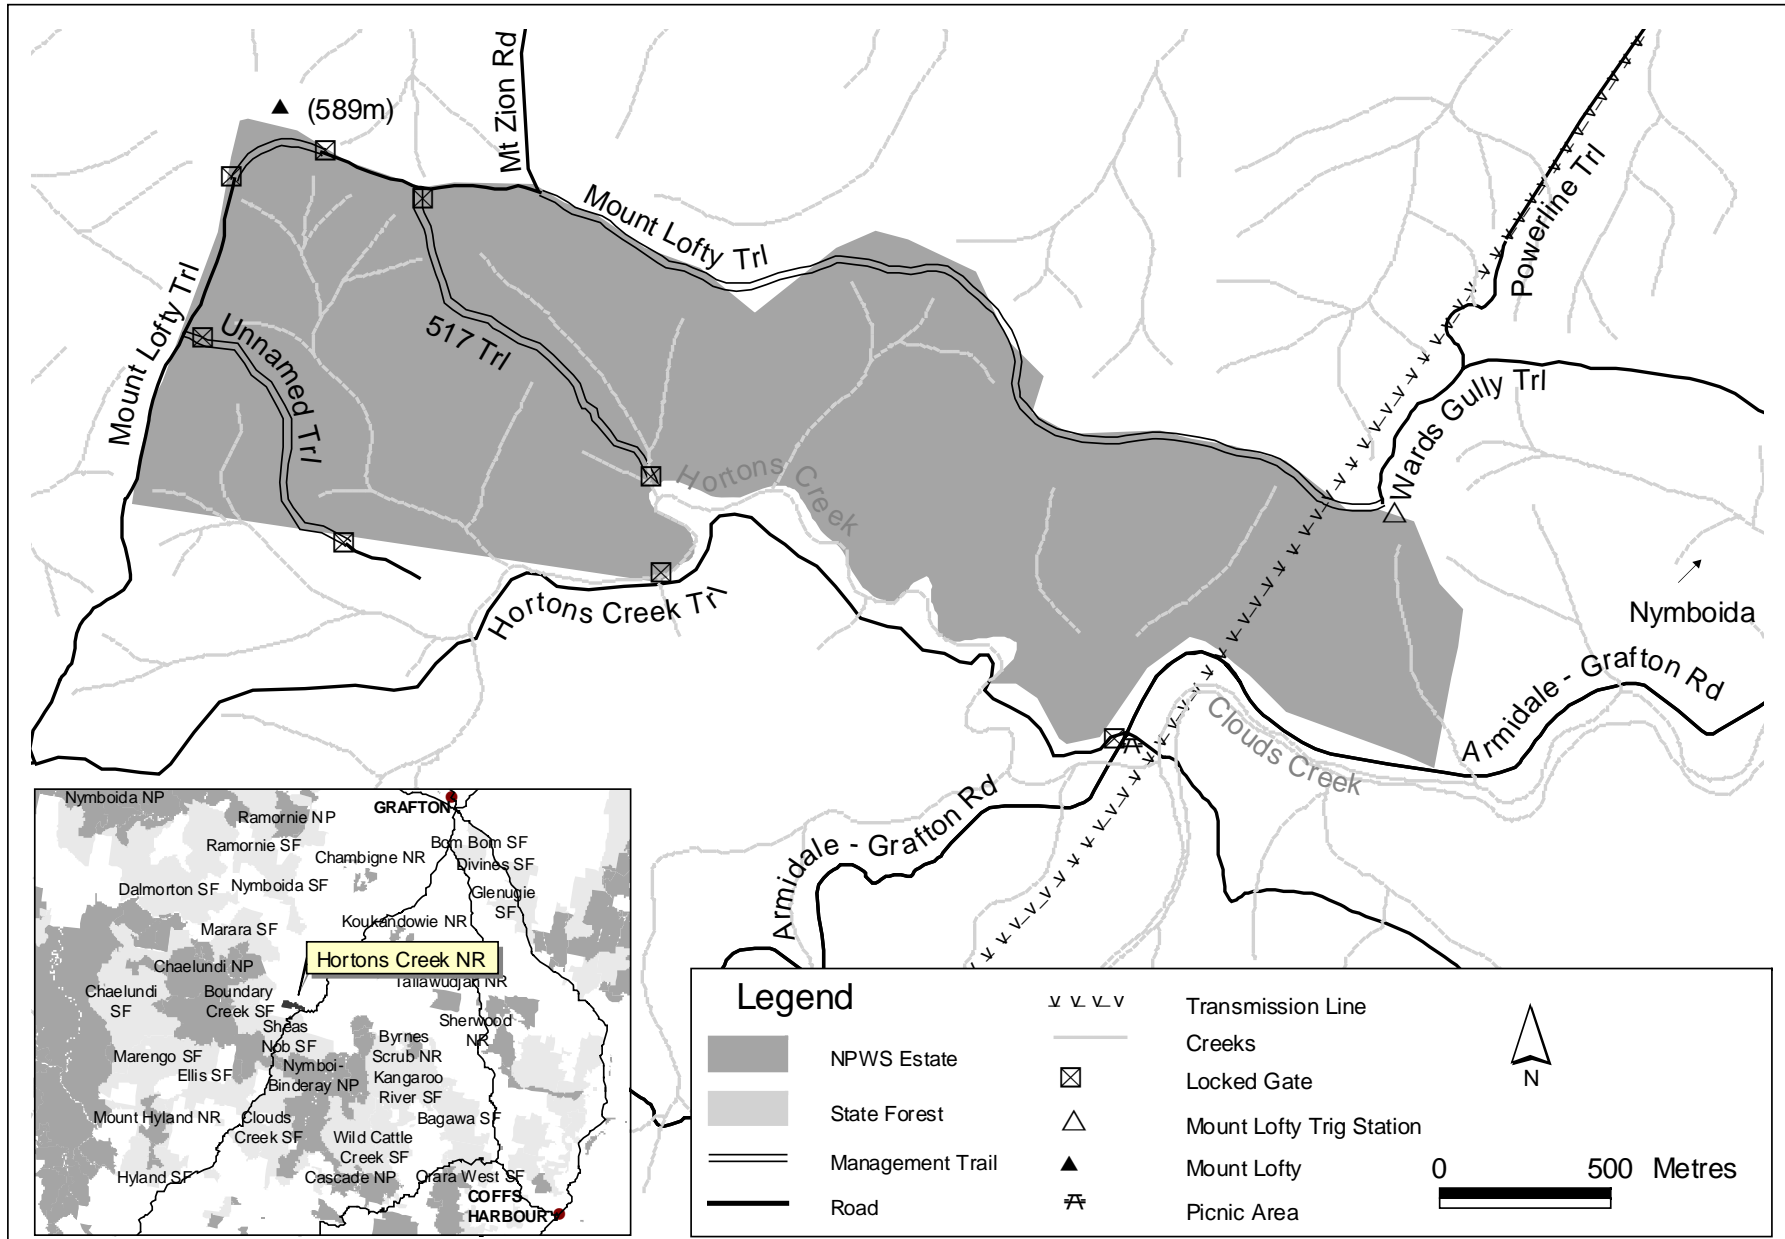 (589m)
Mt Zion Rd
Mount Lofty Trl
Powerline Trl
Mount Lofty Trl
Unnamed Trl
517 Trl
Wards Gully Trl
Hortons Creek
Hortons Creek Trl
Nymboida
Armidale - Grafton Rd
Clouds Creek
Armidale - Grafton Rd
Nymboida NP
GRAFTON
Ramornie NP
Ramornie SF
Bom Bom SF
Chambigne NR
Divines SF
Dalmorton SF
Nymboida SF
Glenugie
SF
Koukandowie NR
Marara SF
Hortons Creek NR
Chaelundi NP
Tallawudjah NR
Chaelundi
SF
Boundary
Creek SF
Sheas
Nob SF
Sherwood
NR
Byrnes
Scrub NR
Marengo SF
Ellis SF
Nymboi-
Binderay NP
Kangaroo
River SF
Mount Hyland NR
Clouds
Creek SF
Bagawa SF
Wild Cattle
Creek SF
Hyland SF
Cascade NP
Orara West SF
COFFS
HARBOUR
Legend
NPWS Estate
State Forest
Management Trail
Road
Transmission Line
Creeks
Locked Gate
Mount Lofty Trig Station
Mount Lofty
Picnic Area
N
0 500 Metres